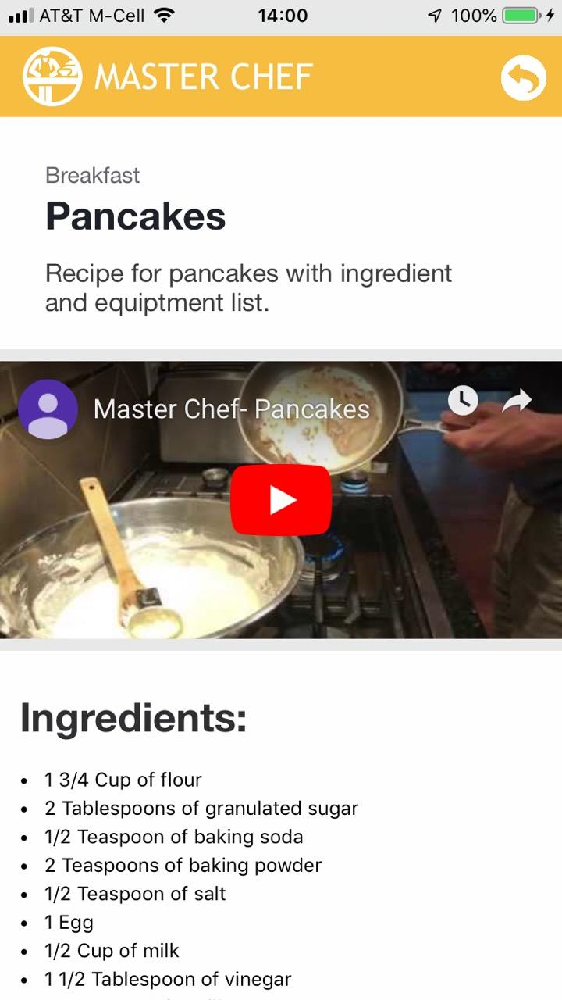 AT&T M-Cell 14:00 100%
MASTER CHEF
Breakfast
Pancakes
Recipe for pancakes with ingredient
and equiptment list.
Master Chef- Pancakes
Ingredients:
• 1 3/4 Cup of flour
• 2 Tablespoons of granulated sugar
• 1/2 Teaspoon of baking soda
• 2 Teaspoons of baking powder
• 1/2 Teaspoon of salt
• 1 Egg
• 1/2 Cup of milk
• 1 1/2 Tablespoon of vinegar